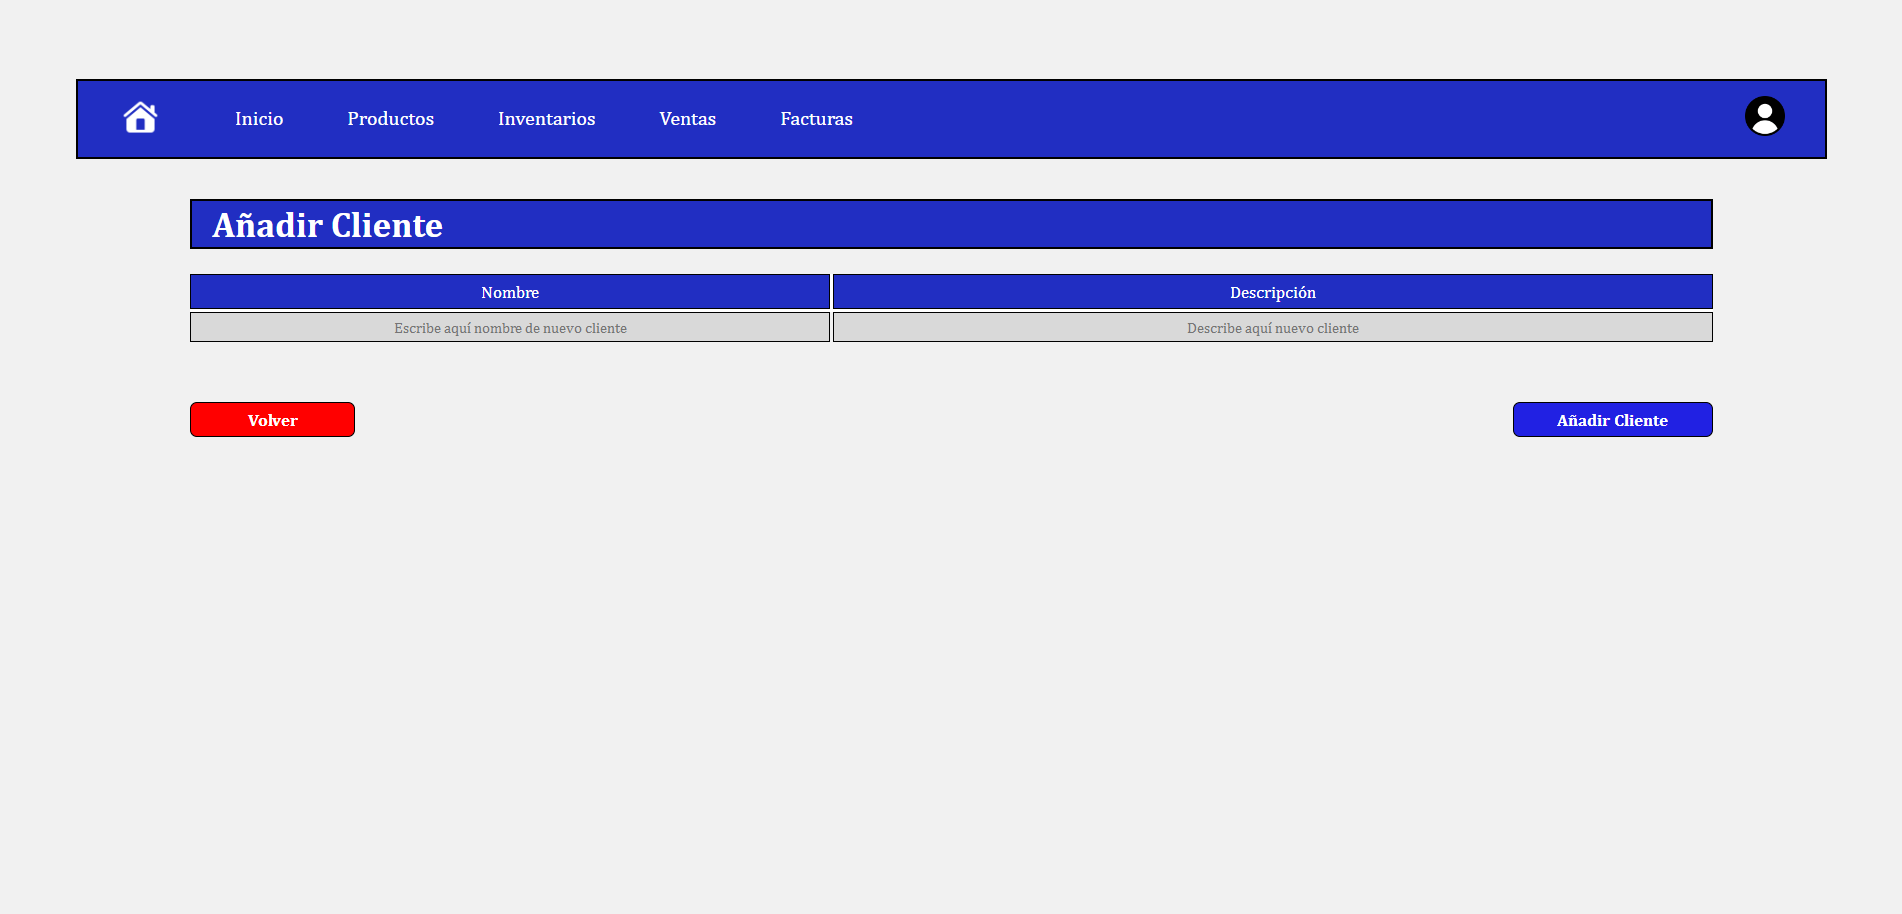 Inicio Productos Inventarios Ventas Facturas
Añadir Cliente
Nombre Descripción
Escribe aquí nombre de nuevo cliente Describe aquí nuevo cliente
Volver Añadir Cliente